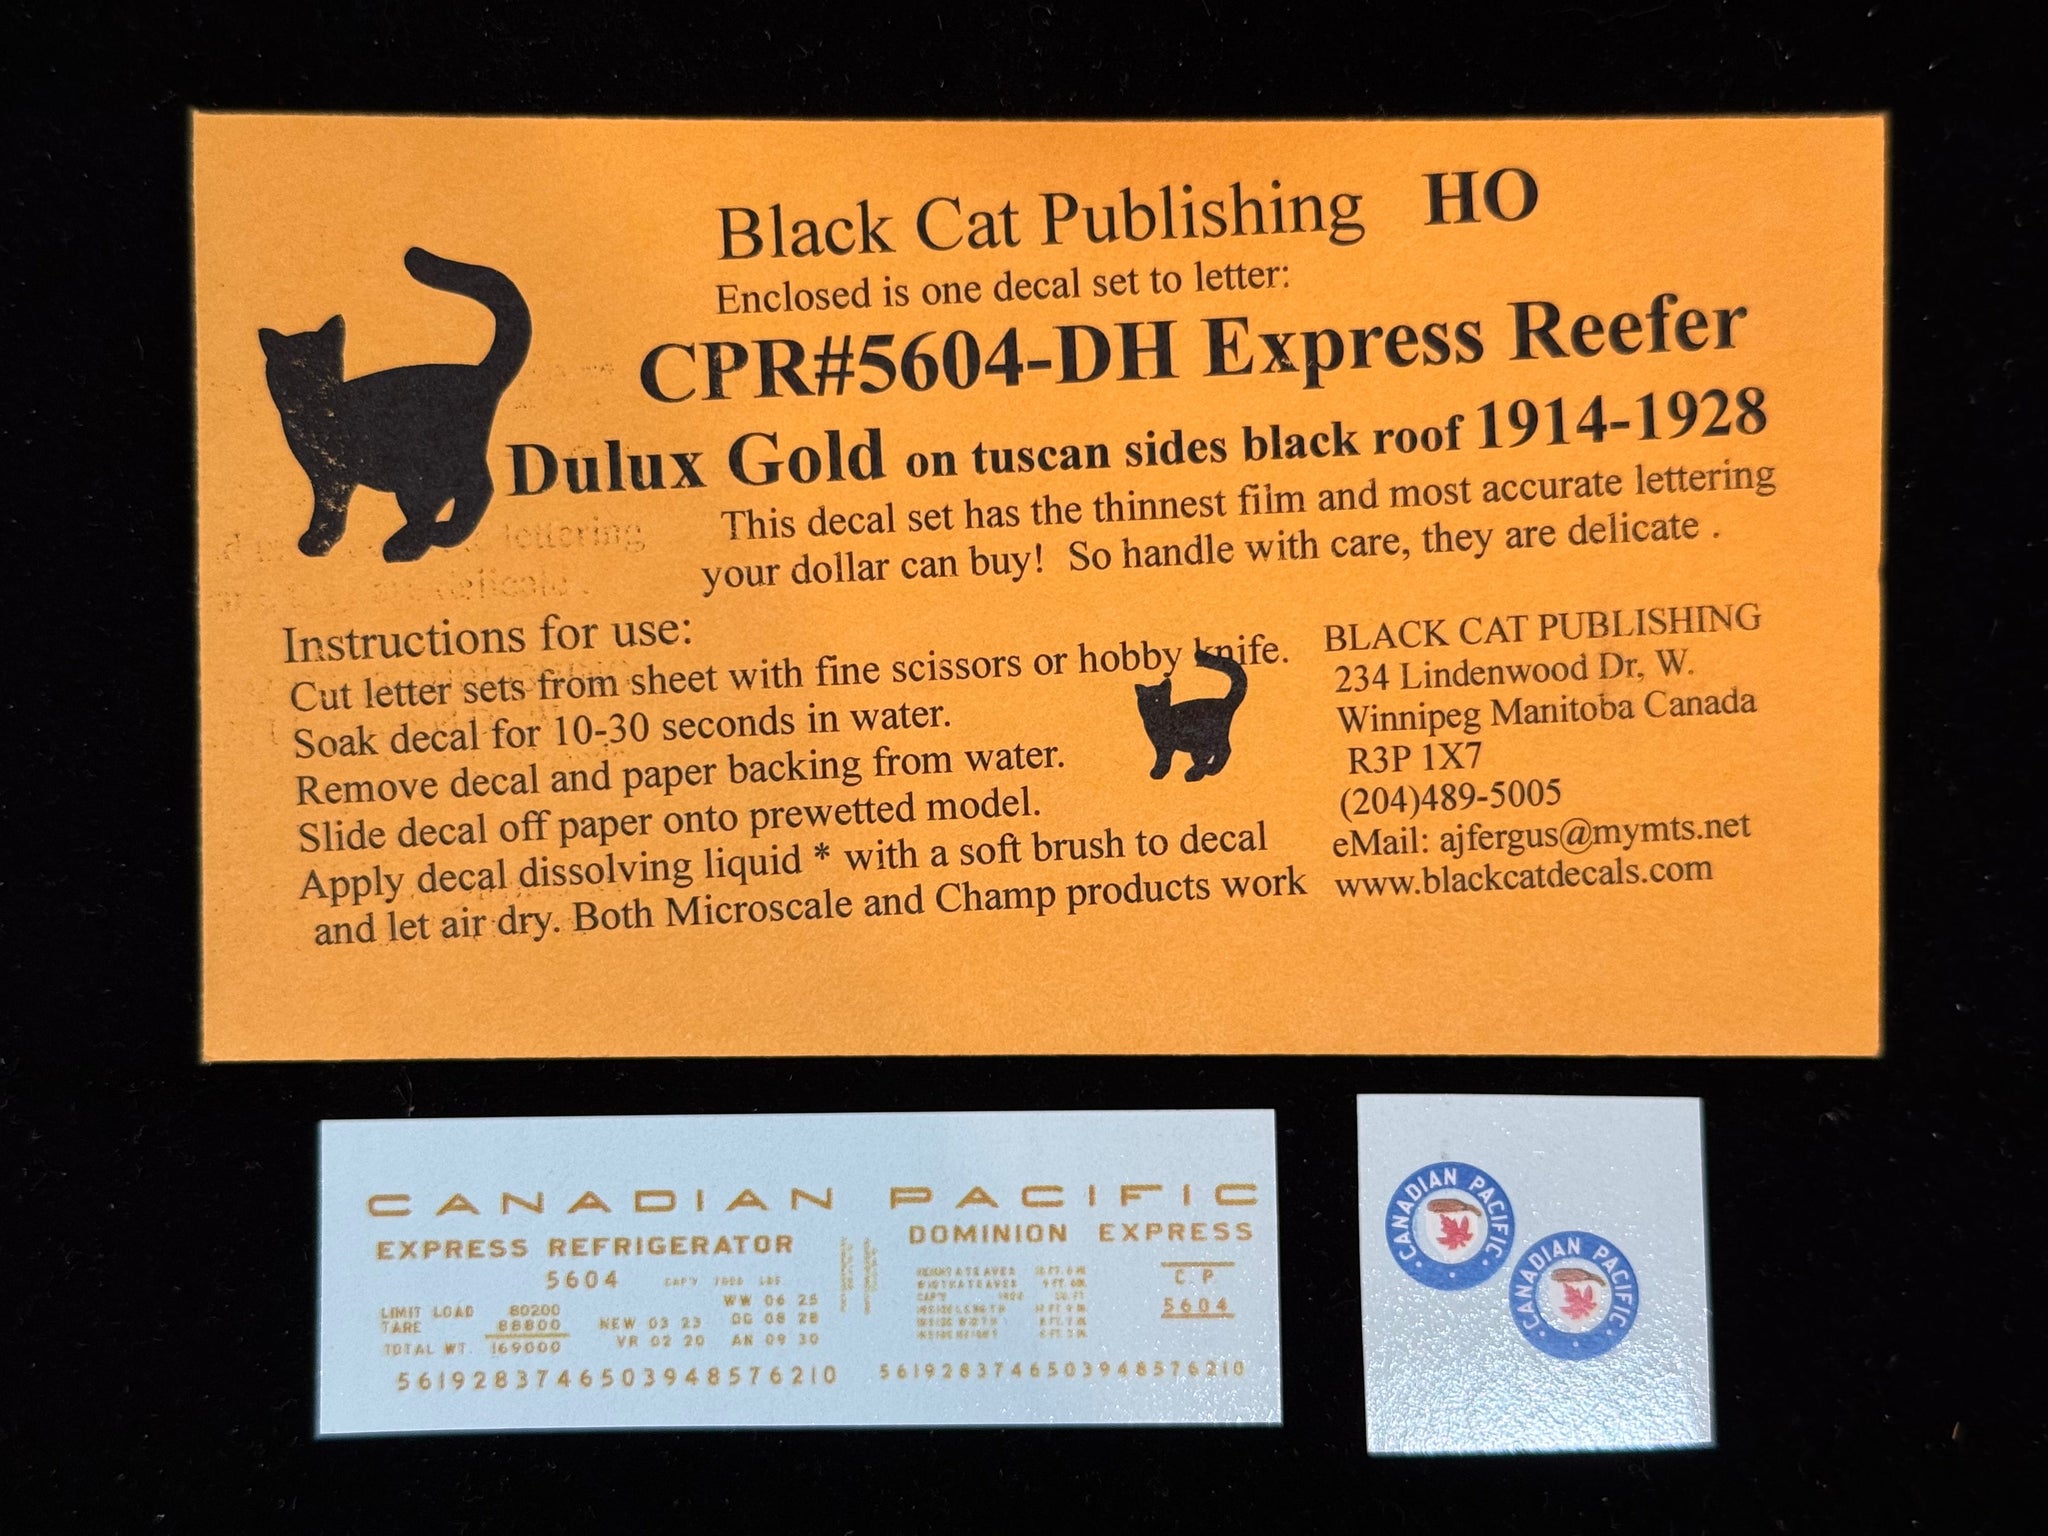 Black Cat Publishing HO
Enclosed is one decal set to letter:
CPR#5604-DH Express Reefer
Dulux Gold on tuscan sides black roof 1914-1928
This decal set has the thinnest film and most accurate lettering
your dollar can buy! So handle with care, they are delicate .
Instructions for use:
Cut letter sets from sheet with fine scissors or hobby knife.
Soak decal for 10-30 seconds in water.
Remove decal and paper backing from water.
Slide decal off paper onto prewetted model.
Apply decal dissolving liquid * with a soft brush to decal
and let air dry. Both Microscale and Champ products work
BLACK CAT PUBLISHING
234 Lindenwood Dr, W.
Winnipeg Manitoba Canada
R3P 1X7
(204)489-5005
eMail: ajfergus@mymts.net
www.blackcatdecals.com
CANADIAN PACIFIC
EXPRESS REFRIGERATOR
5604 CAP'Y LBS
WW 06 25
LIMIT LOAD 80200
TARE 88800
TOTAL WT. 169000
NEW 03 23
VR 02 20 AN 09 30
5619283746503948576210
DOMINION EXPRESS
C P
5604
5619283746503948576210
CANADIAN PACIFIC
CANADIAN PACIFIC